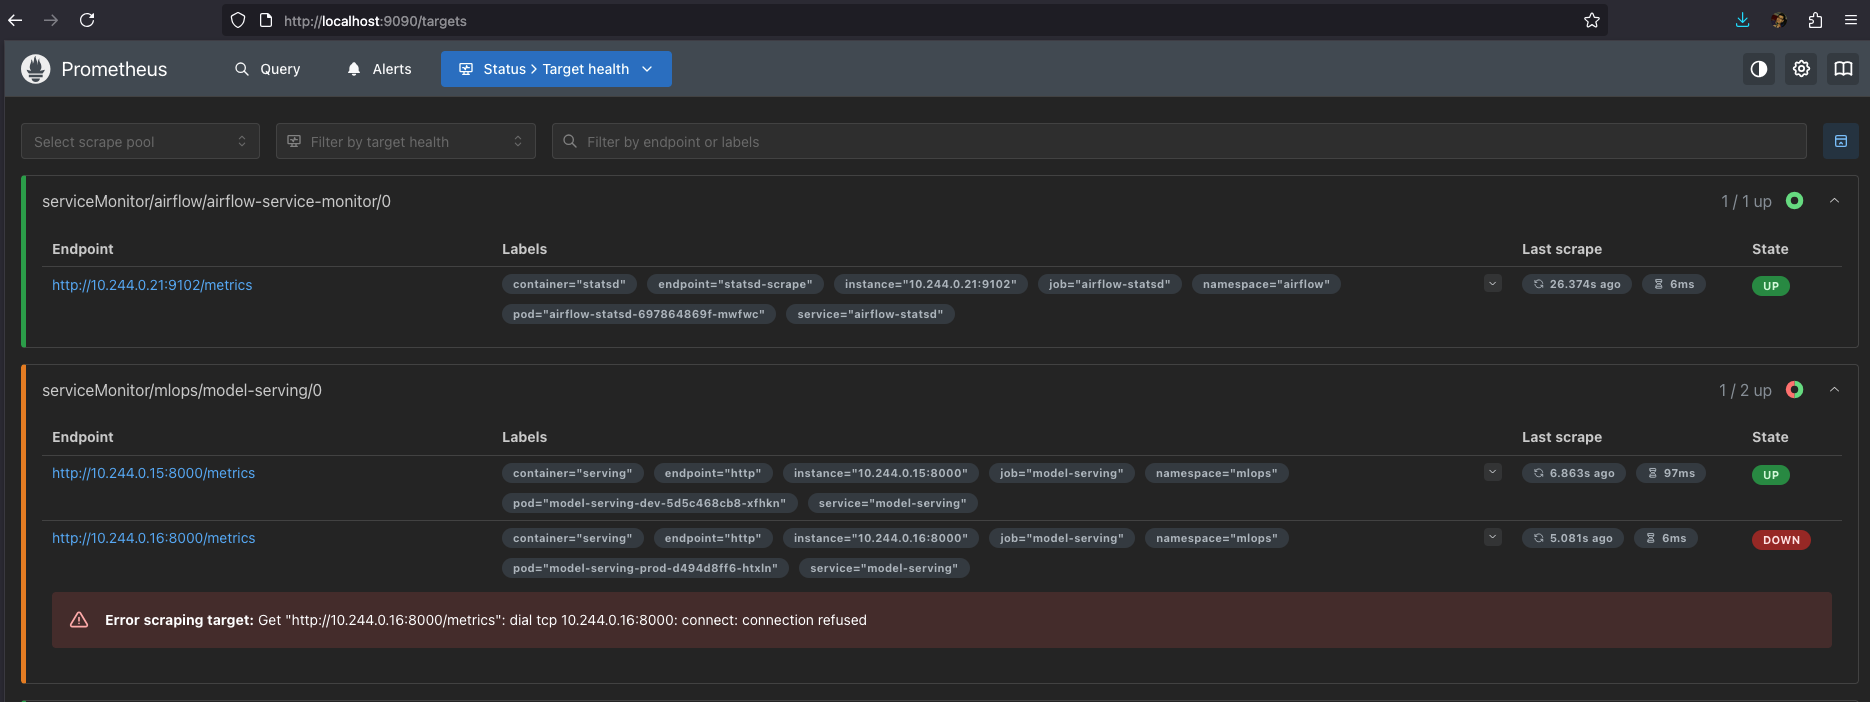 http://localhost:9090/targets
Prometheus Query Alerts Status > Target health
Select scrape pool Filter by target health Filter by endpoint or labels
serviceMonitor/airflow/airflow-service-monitor/0 1 / 1 up
Endpoint Labels Last scrape State
http://10.244.0.21:9102/metrics container="statsd" endpoint="statsd-scrape" instance="10.244.0.21:9102" job="airflow-statsd" namespace="airflow" 26.374s ago 6ms UP
pod="airflow-statsd-697864869f-mwfwc" service="airflow-statsd"
serviceMonitor/mlops/model-serving/0 1 / 2 up
Endpoint Labels Last scrape State
http://10.244.0.15:8000/metrics container="serving" endpoint="http" instance="10.244.0.15:8000" job="model-serving" namespace="mlops" 6.863s ago 97ms UP
pod="model-serving-dev-5d5c468cb8-xfhkn" service="model-serving"
http://10.244.0.16:8000/metrics container="serving" endpoint="http" instance="10.244.0.16:8000" job="model-serving" namespace="mlops" 5.081s ago 6ms DOWN
pod="model-serving-prod-d494d8ff6-htxln" service="model-serving"
Error scraping target: Get "http://10.244.0.16:8000/metrics": dial tcp 10.244.0.16:8000: connect: connection refused